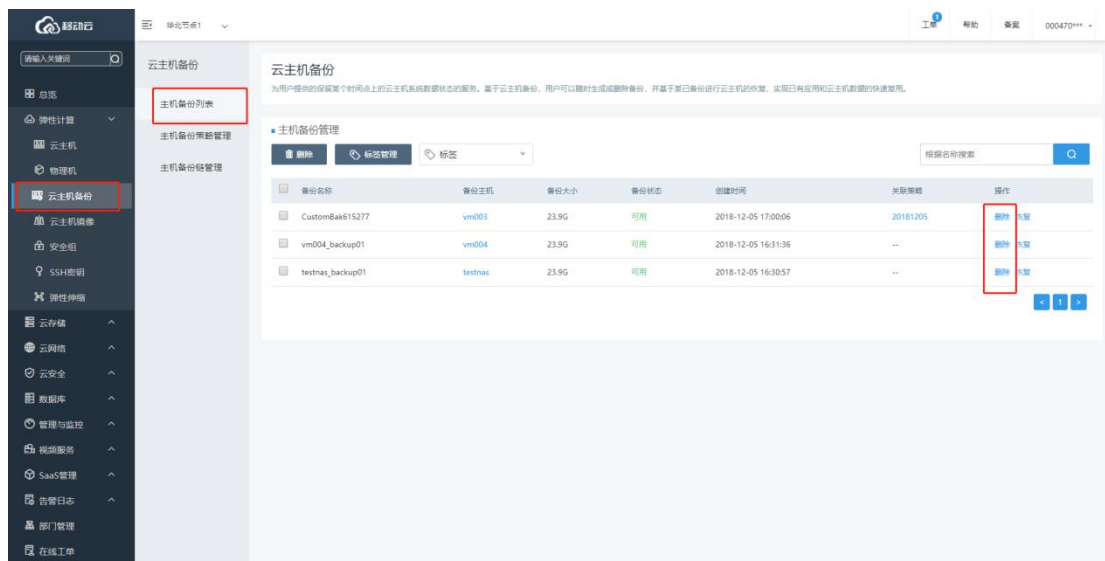 移动云
华北节点1
工单
1
帮助
备案
000470***
请输入关键词
总览
弹性计算
云主机
物理机
云主机备份
云主机镜像
安全组
SSH密钥
弹性伸缩
云存储
云网络
云安全
数据库
管理与监控
视频服务
SaaS管理
告警日志
部门管理
在线工单
云主机备份
主机备份列表
主机备份策略管理
主机备份链管理
云主机备份
为用户提供的保留某个时间点上的云主机系统数据状态的服务。基于云主机备份，用户可以随时生成或删除备份，并基于某已备份进行云主机的恢复，实现已有应用和云主机数据的快速复用。
主机备份管理
删除 标签管理 标签 根据名称搜索
备份名称 备份主机 备份大小 备份状态 创建时间 关联策略 操作
CustomBak615277 vm003 23.9G 可用 2018-12-05 17:00:06 20181205 删除 恢复
vm004_backup01 vm004 23.9G 可用 2018-12-05 16:31:36 -- 删除 恢复
testnas_backup01 testnas 23.9G 可用 2018-12-05 16:30:57 -- 删除 恢复
< 1 >